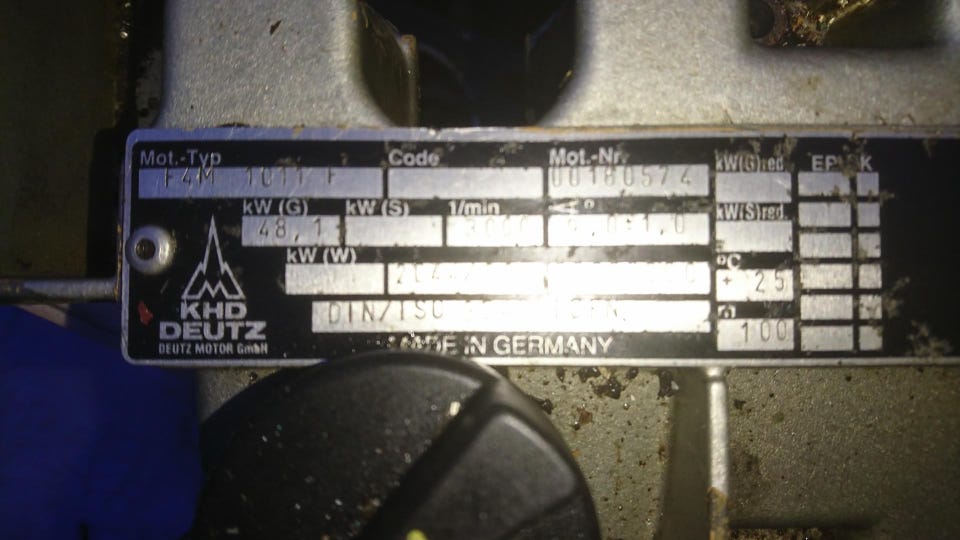 Mot.-Typ Code Mot.-Nr. kW(G)red EP K
F4M 1011 F 00180574
kW (G) kW (S) 1/min kW(S)red
48,1 3000
kW (W) °C
+ 25
DIN/ISO
100
KHD
DEUTZ
DEUTZ MOTOR GmbH
MADE IN GERMANY